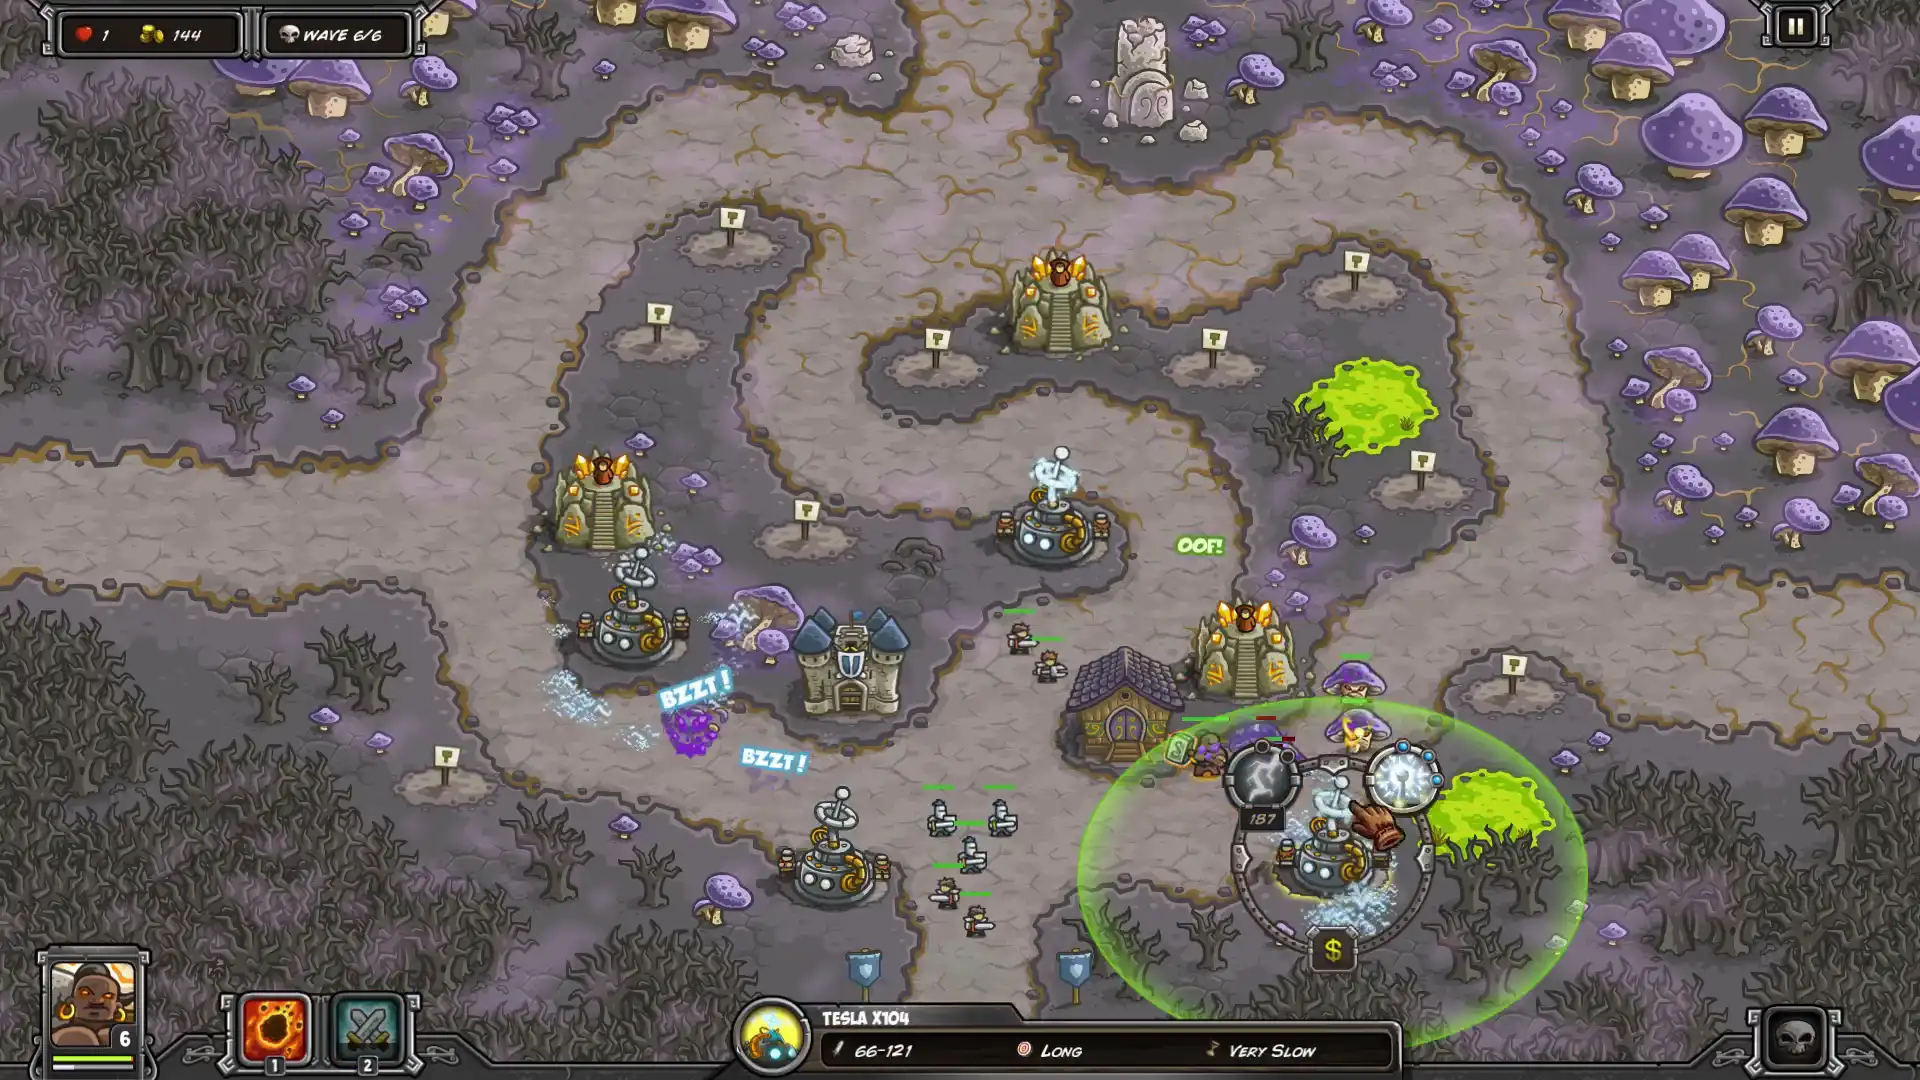 1
144
WAVE 6/6
OOF!
BZZT!
BZZT!
187
$
6
1
2
TESLA X104
66-121
LONG
VERY SLOW